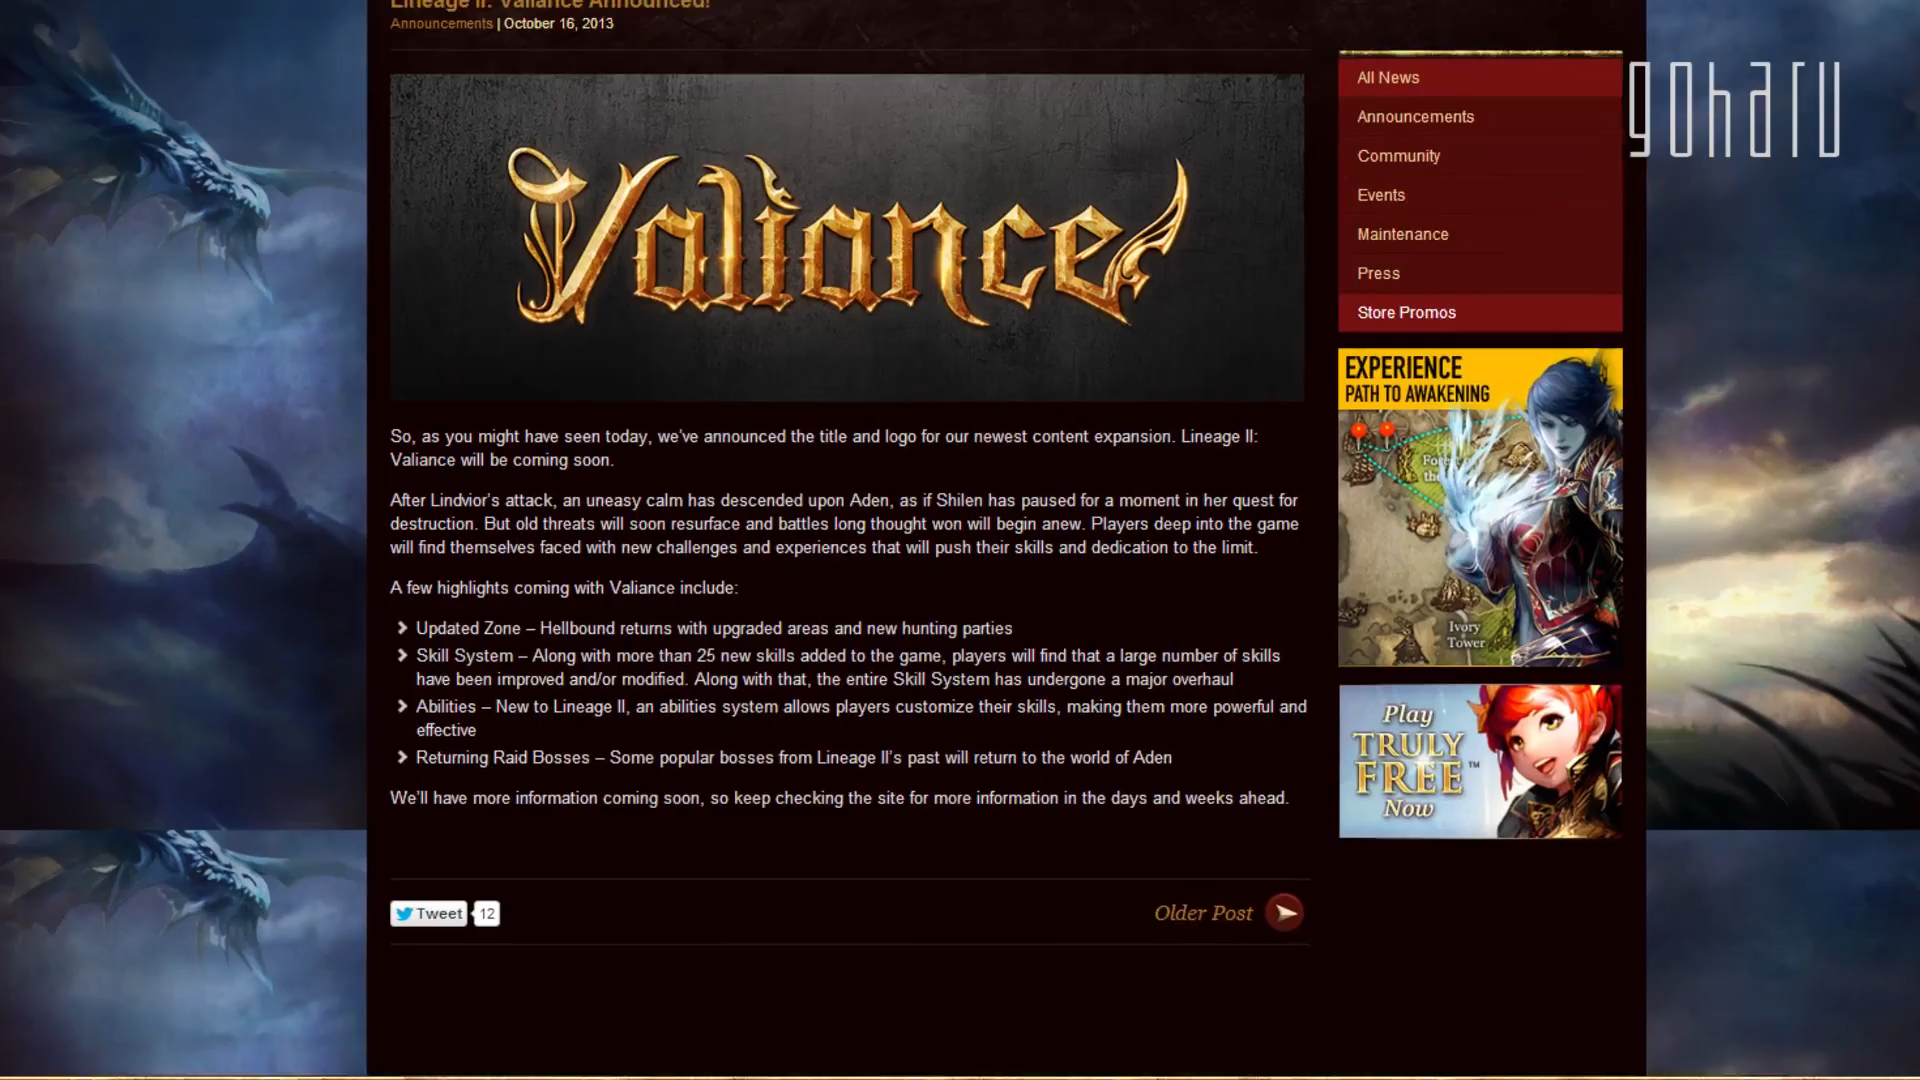 Lineage II: Valiance Announced!
Announcements | October 16, 2013
Valiance
So, as you might have seen today, we've announced the title and logo for our newest content expansion. Lineage II:
Valiance will be coming soon.
After Lindvior's attack, an uneasy calm has descended upon Aden, as if Shilen has paused for a moment in her quest for
destruction. But old threats will soon resurface and battles long thought won will begin anew. Players deep into the game
will find themselves faced with new challenges and experiences that will push their skills and dedication to the limit.
A few highlights coming with Valiance include:
Updated Zone – Hellbound returns with upgraded areas and new hunting parties
Skill System – Along with more than 25 new skills added to the game, players will find that a large number of skills
have been improved and/or modified. Along with that, the entire Skill System has undergone a major overhaul
Abilities – New to Lineage II, an abilities system allows players customize their skills, making them more powerful and
effective
Returning Raid Bosses – Some popular bosses from Lineage II's past will return to the world of Aden
We'll have more information coming soon, so keep checking the site for more information in the days and weeks ahead.
Tweet 12
Older Post
All News
Announcements
Community
Events
Maintenance
Press
Store Promos
EXPERIENCE
PATH TO AWAKENING
Ivory
Tower
Play
TRULY
FREE™
Now
goharu